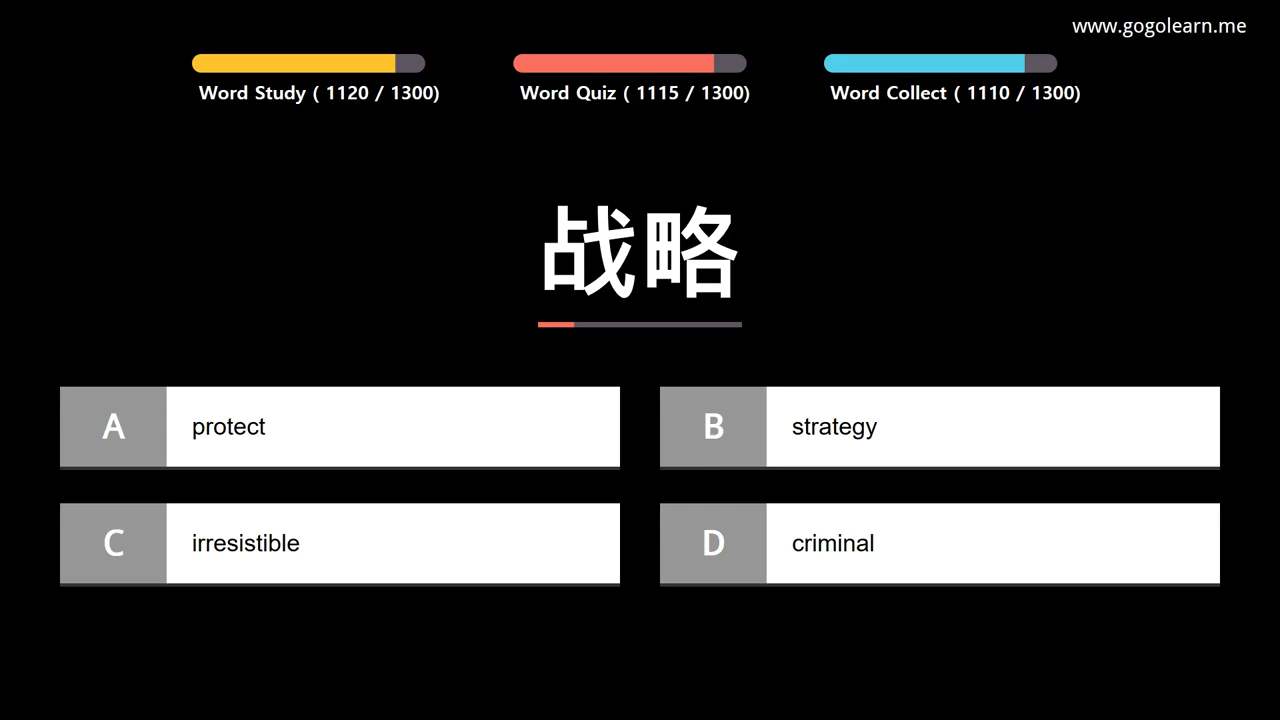 www.gogolearn.me
Word Study ( 1120 / 1300)
Word Quiz ( 1115 / 1300)
Word Collect ( 1110 / 1300)
战略
A protect
B strategy
C irresistible
D criminal